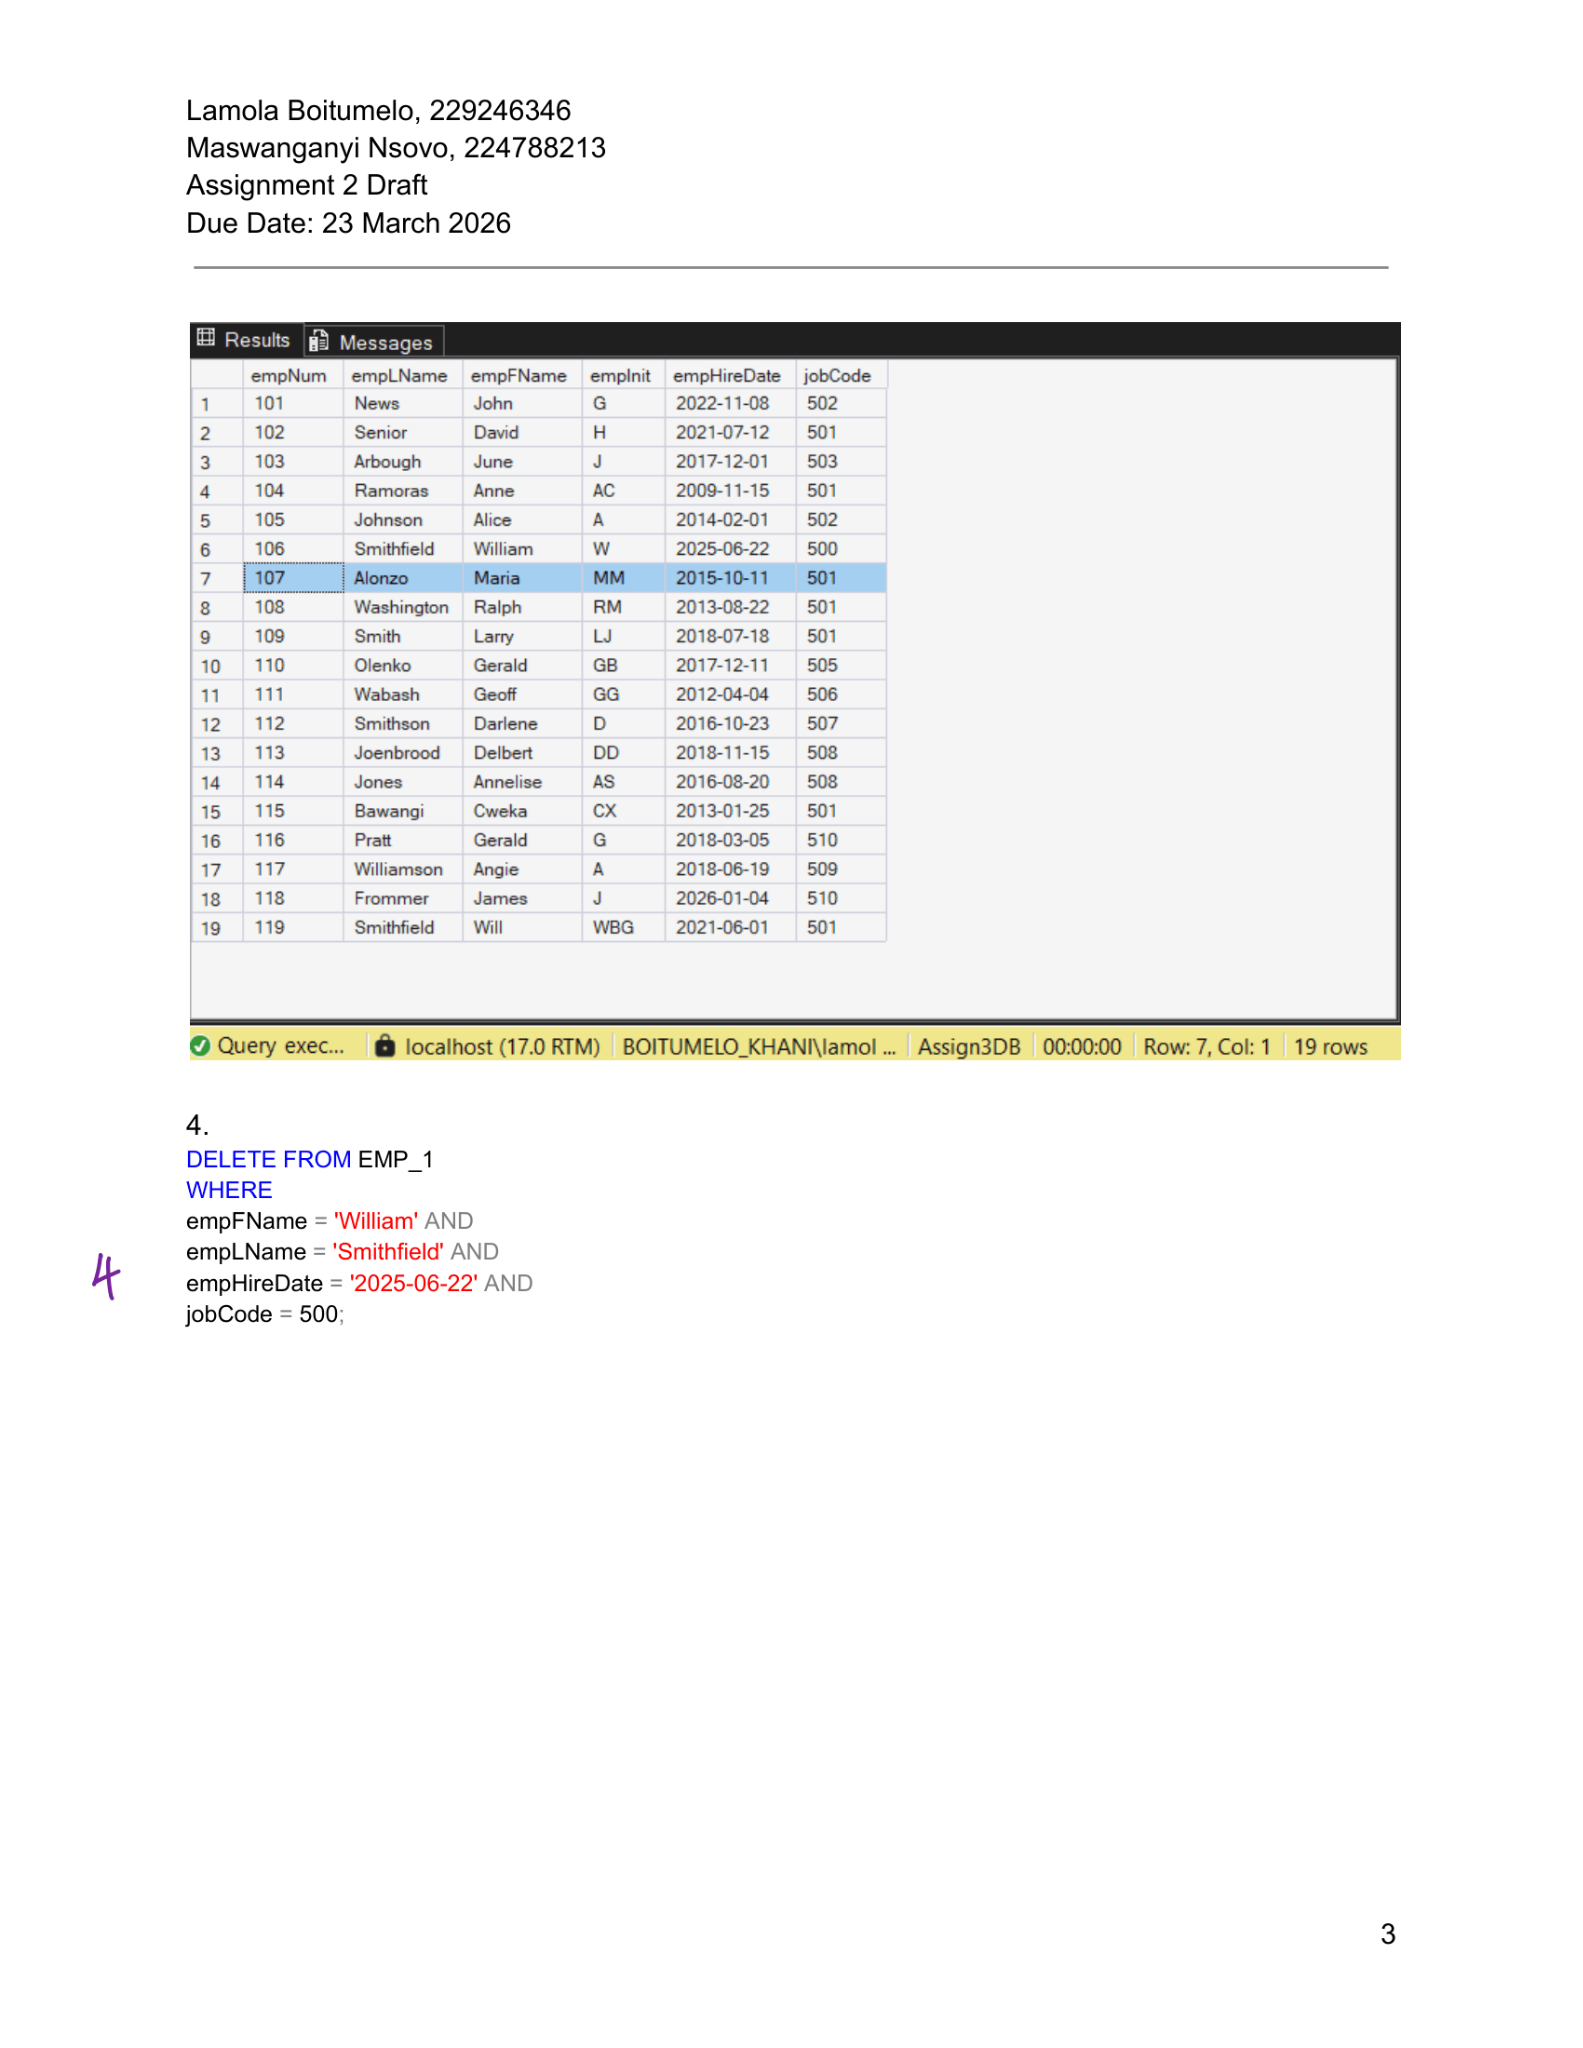 Lamola Boitumelo, 229246346
Maswanganyi Nsovo, 224788213
Assignment 2 Draft
Due Date: 23 March 2026
Results Messages
empNum empLName empFName empInit empHireDate jobCode
1 101 News John G 2022-11-08 502
2 102 Senior David H 2021-07-12 501
3 103 Arbough June J 2017-12-01 503
4 104 Ramoras Anne AC 2009-11-15 501
5 105 Johnson Alice A 2014-02-01 502
6 106 Smithfield William W 2025-06-22 500
7 107 Alonzo Maria MM 2015-10-11 501
8 108 Washington Ralph RM 2013-08-22 501
9 109 Smith Larry LJ 2018-07-18 501
10 110 Olenko Gerald GB 2017-12-11 505
11 111 Wabash Geoff GG 2012-04-04 506
12 112 Smithson Darlene D 2016-10-23 507
13 113 Joenbrood Delbert DD 2018-11-15 508
14 114 Jones Annelise AS 2016-08-20 508
15 115 Bawangi Cweka CX 2013-01-25 501
16 116 Pratt Gerald G 2018-03-05 510
17 117 Williamson Angie A 2018-06-19 509
18 118 Frommer James J 2026-01-04 510
19 119 Smithfield Will WBG 2021-06-01 501
Query exec... localhost (17.0 RTM) BOITUMELO_KHANI\lamol ... Assign3DB 00:00:00 Row: 7, Col: 1 19 rows
4.
DELETE FROM EMP_1
WHERE
empFName = 'William' AND
empLName = 'Smithfield' AND
4
empHireDate = '2025-06-22' AND
jobCode = 500;
3